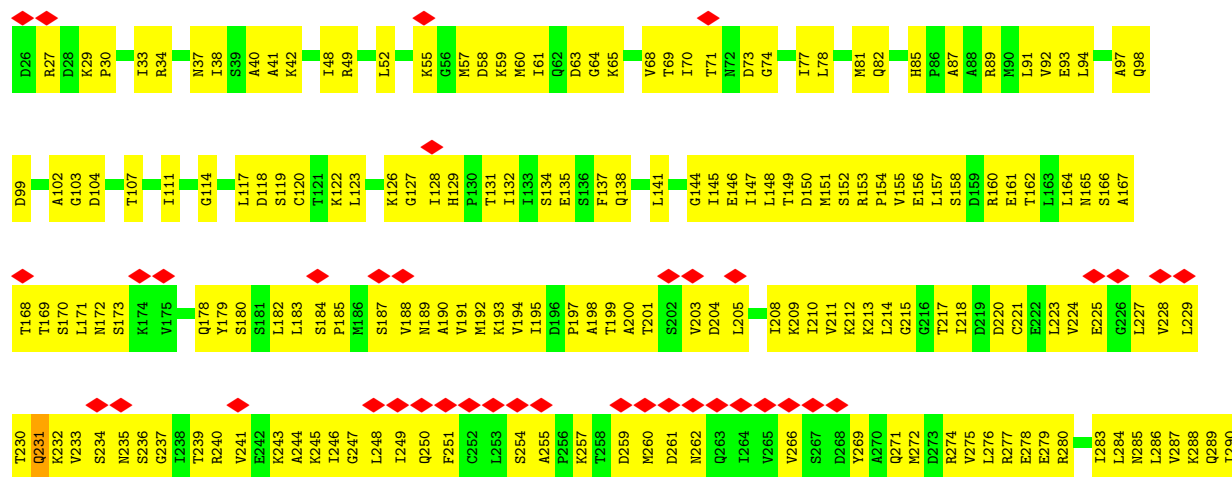 D26 R27 D28 K29 P30 I33 R34 N37 I38 S39 A40 A41 K42 I48 R49 L52 K55 G56 M57 D58 K59 M60 I61 Q62 D63 G64 K65 V68 T69 I70 T71 N72 D73 G74 I77 L78 M81 Q82 H85 P86 A87 A88 R89 M90 L91 V92 E93 L94 A97 Q98
D99 A102 G103 D104 T107 I111 G114 L117 D118 S119 C120 T121 K122 L123 K126 G127 I128 H129 P130 T131 I132 I133 S134 E135 S136 F137 Q138 L141 G144 I145 E146 I147 L148 T149 D150 M151 S152 R153 P154 V155 E156 L157 S158 D159 R160 E161 T162 L163 L164 N165 S166 A167
T168 T169 S170 L171 N172 S173 K174 V175 Q178 Y179 S180 S181 L182 L183 S184 P185 M186 S187 V188 N189 A190 V191 M192 K193 V194 I195 D196 P197 A198 T199 A200 T201 S202 V203 D204 L205 I208 K209 I210 V211 K212 K213 L214 G215 G216 T217 I218 D219 D220 C221 E222 L223 V224 E225 G226 L227 V228 L229
T230 Q231 K232 V233 S234 N235 S236 G237 I238 T239 R240 V241 E242 K243 A244 K245 I246 G247 L248 I249 Q250 F251 C252 L253 S254 A255 P256 K257 T258 D259 M260 D261 N262 Q263 I264 V265 V266 S267 D268 Y269 A270 Q271 M272 D273 R274 V275 L276 R277 E278 E279 R280 I283 L284 N285 L286 V287 K288 Q289